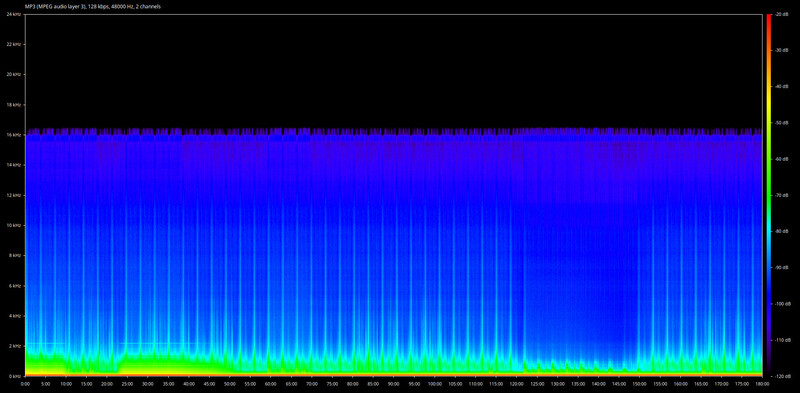 MP3 (MPEG audio layer 3), 128 kbps, 48000 Hz, 2 channels
24 kHz
22 kHz
20 kHz
18 kHz
16 kHz
14 kHz
12 kHz
10 kHz
8 kHz
6 kHz
4 kHz
2 kHz
0 kHz
-20 dB
-30 dB
-40 dB
-50 dB
-60 dB
-70 dB
-80 dB
-90 dB
-100 dB
-110 dB
-120 dB
0:00 5:00 10:00 15:00 20:00 25:00 30:00 35:00 40:00 45:00 50:00 55:00 60:00 65:00 70:00 75:00 80:00 85:00 90:00 95:00 100:00 105:00 110:00 115:00 120:00 125:00 130:00 135:00 140:00 145:00 150:00 155:00 160:00 165:00 170:00 175:00 180:00